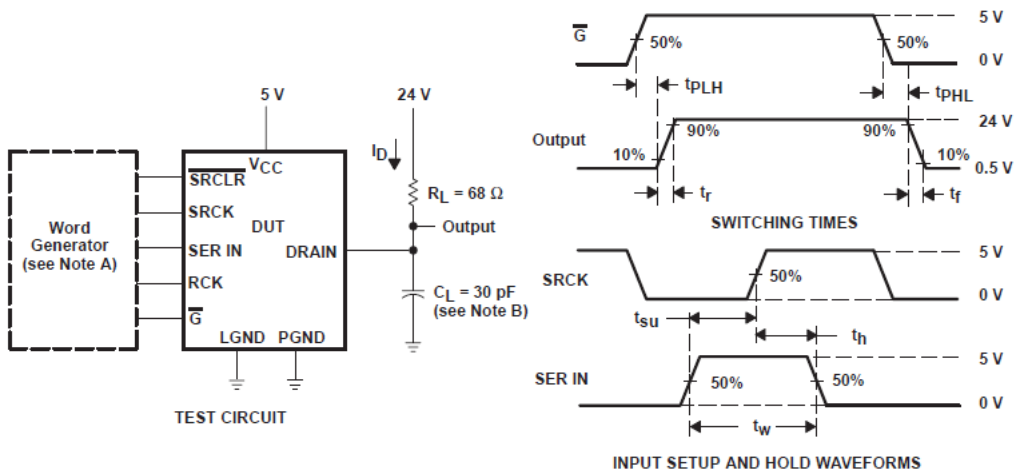 5 V
24 V
I_D
V_CC
SRCLR
SRCK
SER IN
RCK
G
DUT
DRAIN
LGND PGND
Word
Generator
(see Note A)
R_L = 68 Ω
Output
C_L = 30 pF
(see Note B)
TEST CIRCUIT
G
50%
50%
5 V
0 V
t_PLH
t_PHL
Output
10%
90%
90%
10%
24 V
0.5 V
t_r
t_f
SWITCHING TIMES
SRCK
50%
5 V
0 V
t_su
t_h
SER IN
50%
50%
5 V
0 V
t_w
INPUT SETUP AND HOLD WAVEFORMS